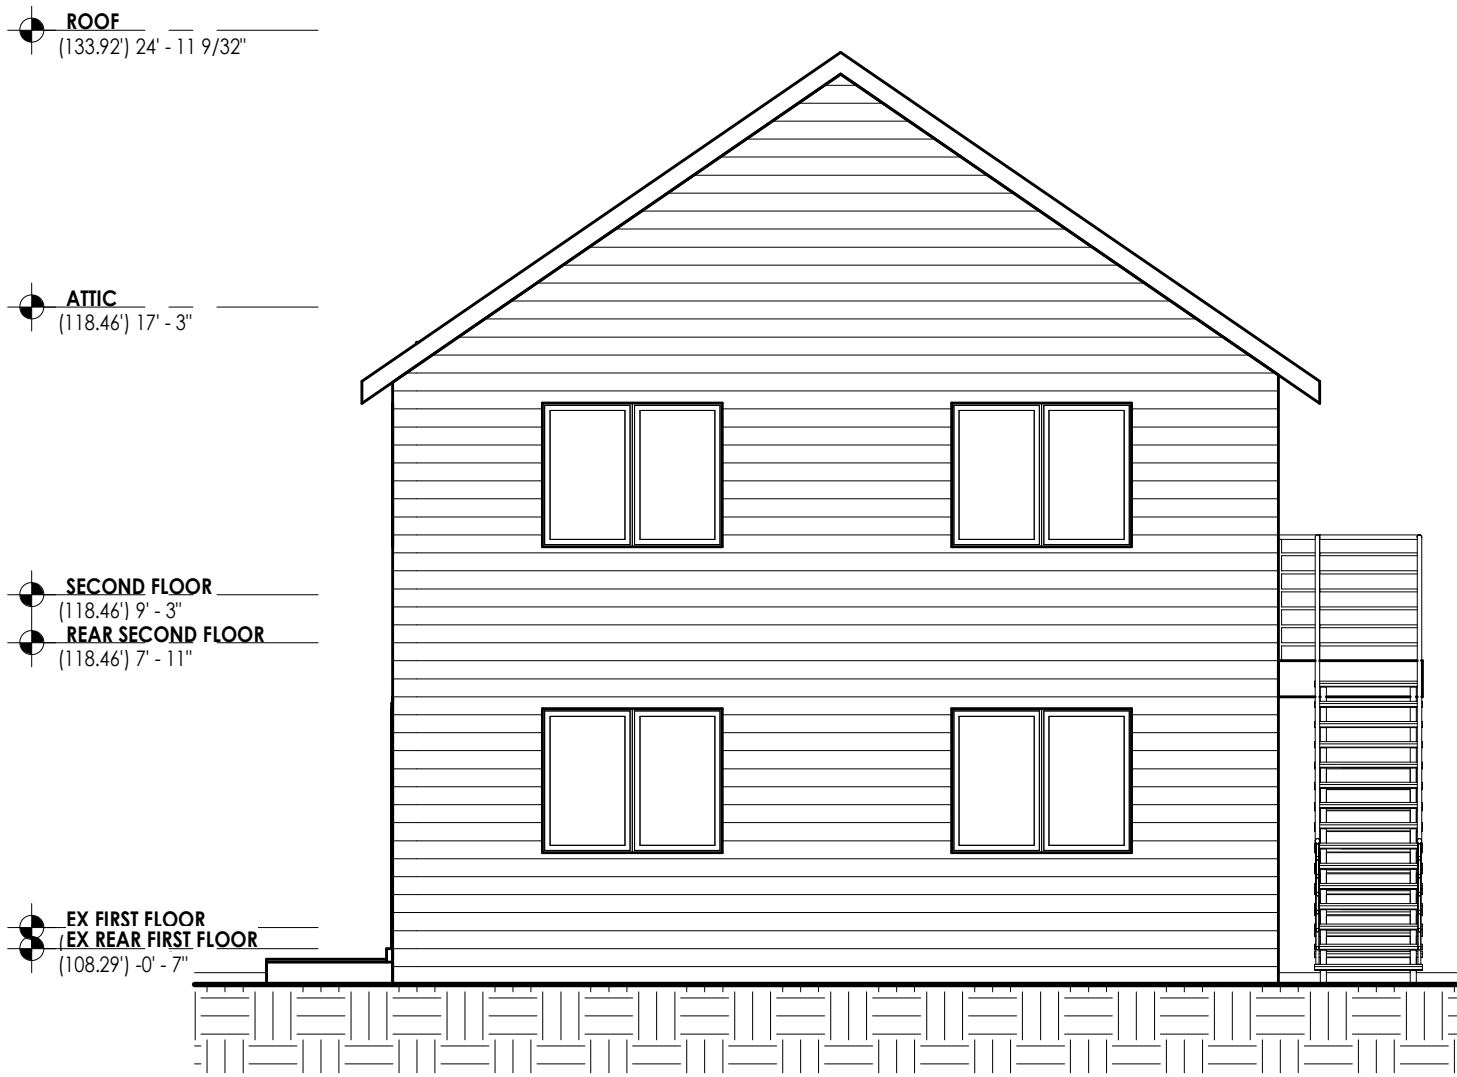 ROOF
(133.92') 24' - 11 9/32"
ATTIC
(118.46') 17' - 3"
SECOND FLOOR
(118.46') 9' - 3"
REAR SECOND FLOOR
(118.46') 7' - 11"
EX FIRST FLOOR
EX REAR FIRST FLOOR
(108.29') -0' - 7"